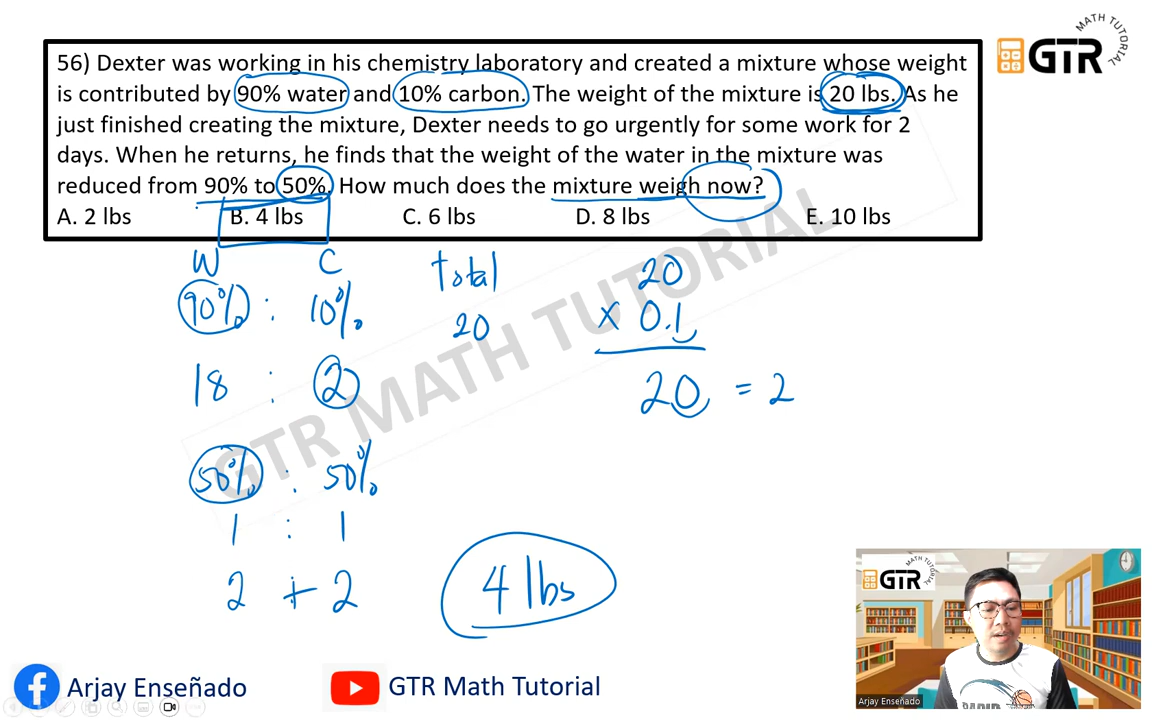 MATH TUTORIAL
GTR
56) Dexter was working in his chemistry laboratory and created a mixture whose weight
is contributed by 90% water and 10% carbon. The weight of the mixture is 20 lbs. As he
just finished creating the mixture, Dexter needs to go urgently for some work for 2
days. When he returns, he finds that the weight of the water in the mixture was
reduced from 90% to 50%. How much does the mixture weigh now?
A. 2 lbs B. 4 lbs C. 6 lbs D. 8 lbs E. 10 lbs
W C Total 20
90% : 10% 20 x 0.1
18 : 2 20 = 2
GTR MATH TUTORIAL
50% : 50%
1 : 1
2 + 2 4 lbs
MATH TUTORIAL
GTR
Arjay Enseñado
Arjay Enseñado
GTR Math Tutorial